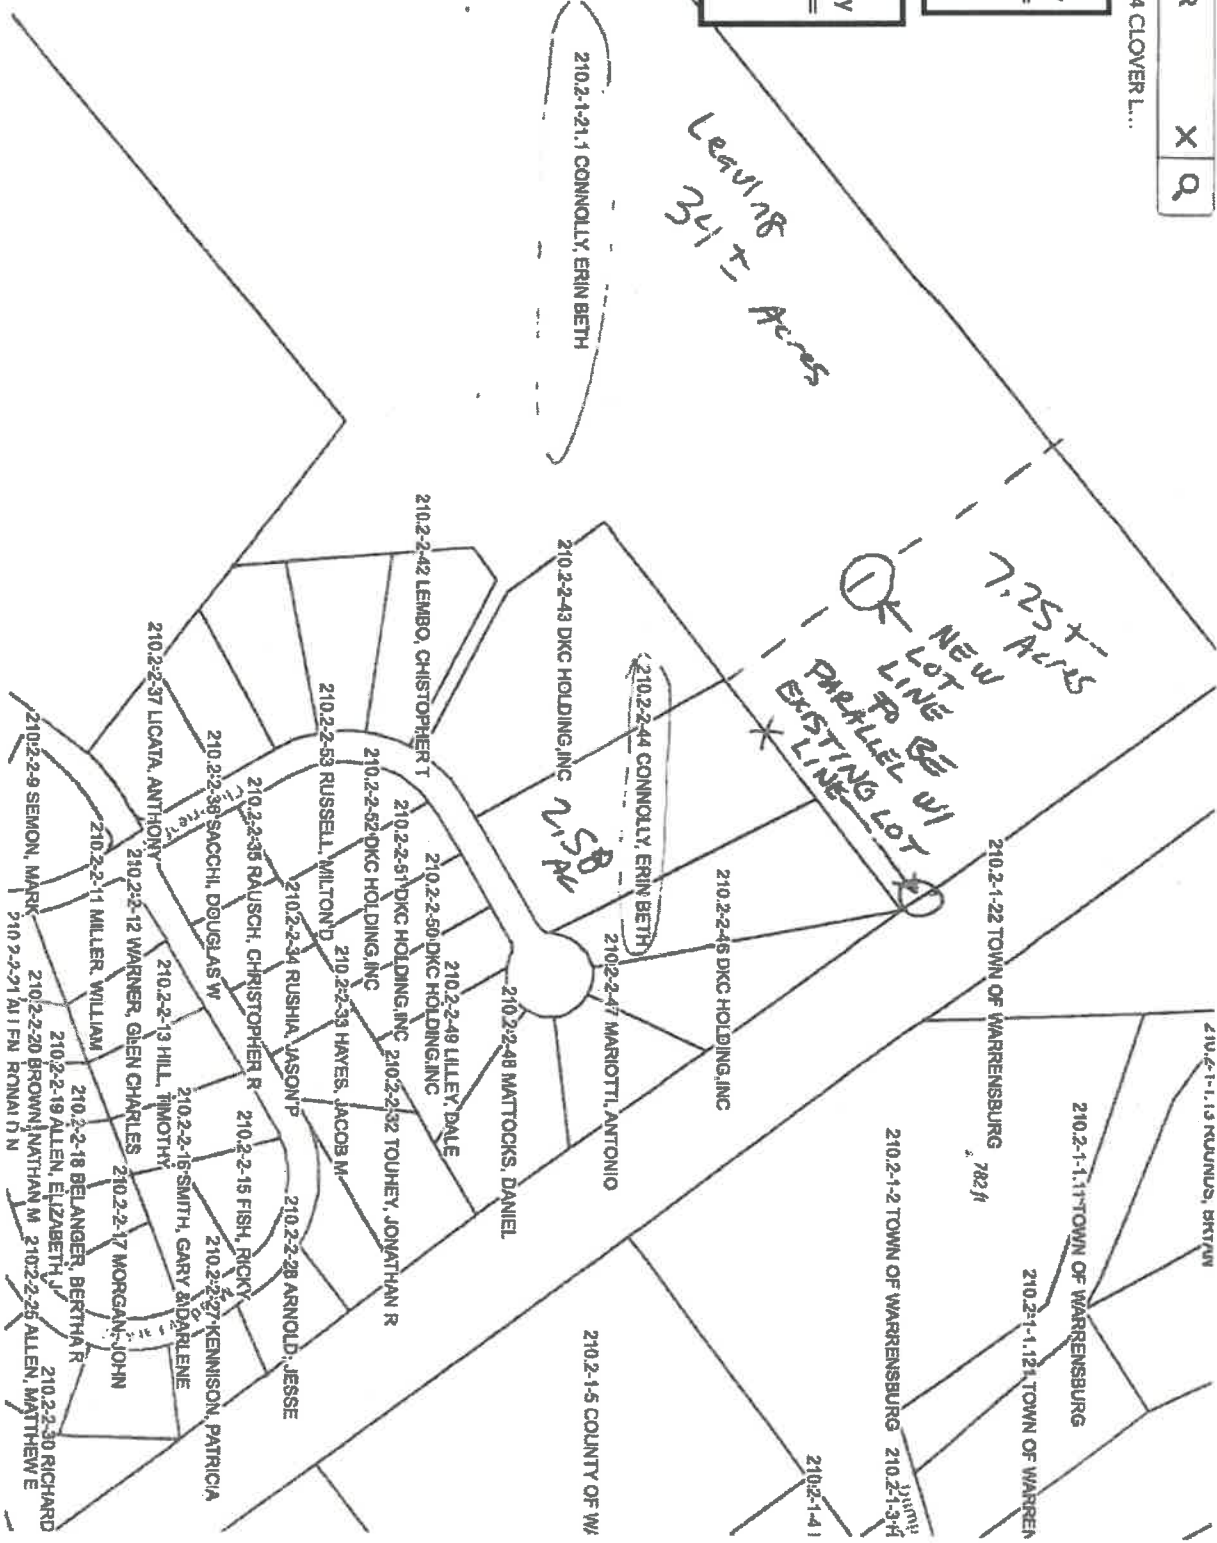 4 CLOVER L...
X
y
=
210.2-1-21.1 CONNOLLY, ERIN BETH
Leaving
34 ± Acres
7.25 +-
Acres
NEW
LOT
LINE
TO BE
PARALLEL W/
EXISTING LOT
LINE
210.2-1-22 TOWN OF WARRENSBURG
782 ft
210.2-1-1.11 TOWN OF WARRENSBURG
210.2-1-1.121 TOWN OF WARREN
210.2-1-2 TOWN OF WARRENSBURG
210.2-1-5 COUNTY OF WA
210.2-2-43 DKC HOLDING,INC
2.58
AC
210.2-2-44 CONNOLLY, ERIN BETH
210.2-2-46 DKC HOLDING,INC
210.2-2-47 MARIOTTI, ANTONIO
210.2-2-48 MATTOCKS, DANIEL
210.2-2-49 LILLEY, DALE
210.2-2-50 DKC HOLDING,INC
210.2-2-51 DKC HOLDING,INC
210.2-2-52 DKC HOLDING,INC
210.2-2-53 RUSSELL, MILTON D
210.2-2-42 LEMBO, CHISTOPHER T
210.2-2-32 TOUHEY, JONATHAN R
210.2-2-33 HAYES, JACOB M
210.2-2-34 RUSHIA, JASON P
210.2-2-35 RAUSCH, CHRISTOPHER R
210.2-2-36 SACCHI, DOUGLAS W
210.2-2-37 LICATA, ANTHONY
210.2-2-28 ARNOLD, JESSE
210.2-2-27 KENNISON, PATRICIA
210.2-2-15 FISH, RICKY
210.2-2-16 SMITH, GARY & DARLENE
210.2-2-13 HILL, TIMOTHY
210.2-2-12 WARNER, GLEN CHARLES
210.2-2-17 MORGAN, JOHN
210.2-2-11 MILLER, WILLIAM
210.2-2-18 BELANGER, BERTHA R
210.2-2-19 ALLEN, ELIZABETH J
210.2-2-20 BROWN, NATHAN M
210.2-2-25 ALLEN, MATTHEW E
210.2-2-30 RICHARD
210.2-2-9 SEMON, MARK
210.2-2-21 ALLEN, RONALD N